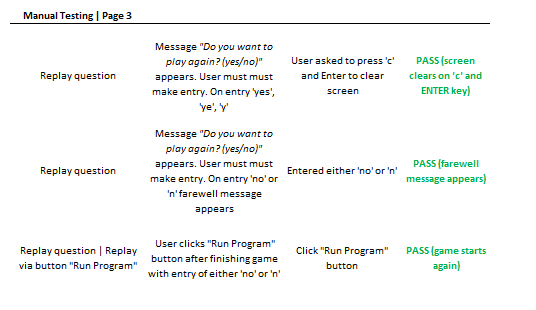 Manual Testing | Page 3
Replay question
Message "Do you want to
play again? (yes/no)"
appears. User must must
make entry. On entry 'yes',
'ye', 'y'
User asked to press 'c'
and Enter to clear
screen
PASS (screen
clears on 'c' and
ENTER key)
Replay question
Message "Do you want to
play again? (yes/no)"
appears. User must must
make entry. On entry 'no' or
'n' farewell message
appears
Entered either 'no' or 'n'
PASS (farewell
message appears)
Replay question | Replay
via button "Run Program"
User clicks "Run Program"
button after finishing game
with entry of either 'no' or 'n'
Click "Run Program"
button
PASS (game starts
again)